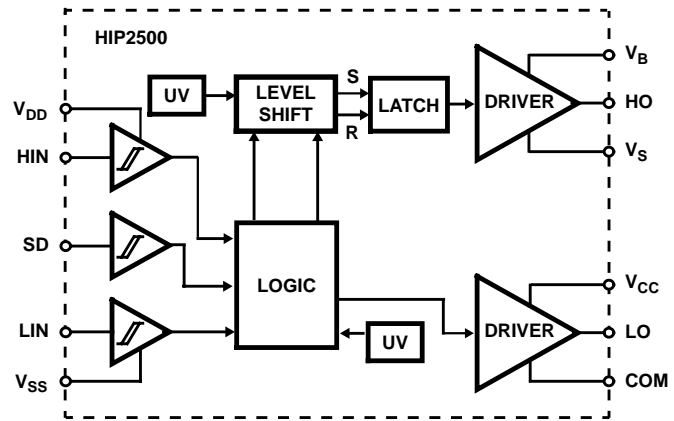 HIP2500
V_DD
HIN
SD
LIN
V_SS
UV
LEVEL
SHIFT
S
R
LATCH
DRIVER
V_B
HO
V_S
LOGIC
UV
DRIVER
V_CC
LO
COM